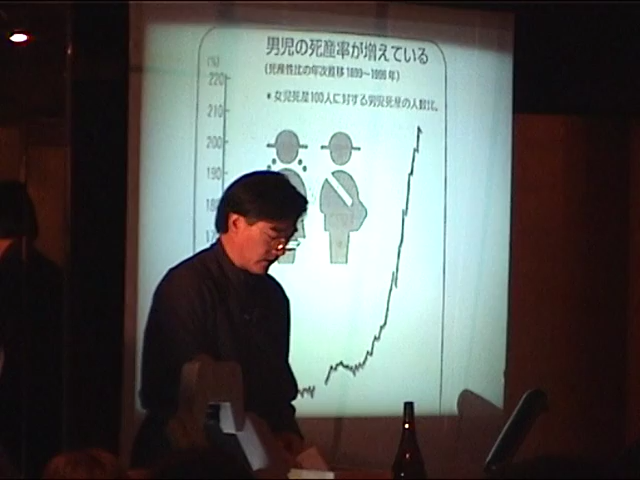 男児の死産率が増えている
(死産性比の年次推移 1899〜1998年)
* 女児死産100人に対する男児死産の人数比。
(%)
220
210
200
190